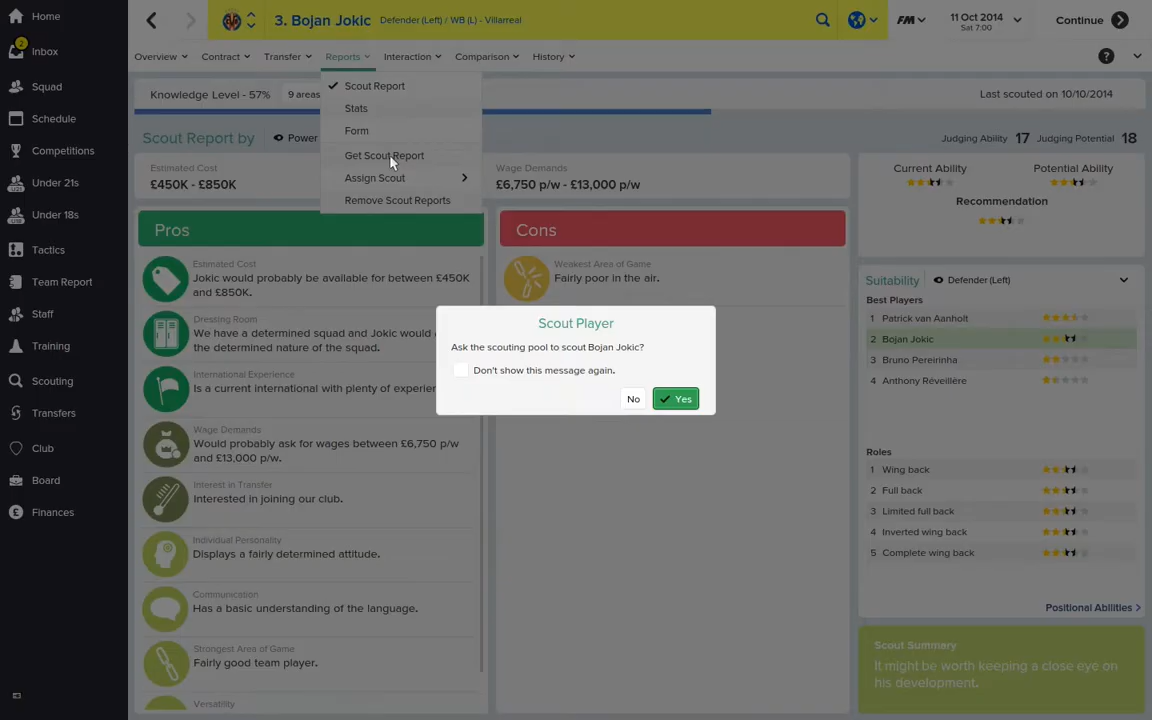 Home
3. Bojan Jokic
Defender (Left) / WB (L) - Villarreal
FM
11 Oct 2014
Sat 7:00
Continue
2
Inbox
Overview
Contract
Transfer
Reports
Interaction
Comparison
History
?
Squad
Schedule
Competitions
Under 21s
Under 18s
Tactics
Team Report
Staff
Training
Scouting
Transfers
Club
Board
Finances
Knowledge Level - 57%
9 areas
Last scouted on 10/10/2014
Scout Report
Stats
Form
Get Scout Report
Assign Scout
Remove Scout Reports
Scout Report by
Power
Judging Ability 17
Judging Potential 18
Estimated Cost
£450K - £850K
Wage Demands
£6,750 p/w - £13,000 p/w
Current Ability
Potential Ability
Recommendation
Pros
Cons
Estimated Cost
Jokic would probably be available for between £450K
and £850K.
Dressing Room
We have a determined squad and Jokic would
the determined nature of the squad.
International Experience
Is a current international with plenty of experien
Wage Demands
Would probably ask for wages between £6,750 p/w
and £13,000 p/w.
Interest in Transfer
Interested in joining our club.
Individual Personality
Displays a fairly determined attitude.
Communication
Has a basic understanding of the language.
Strongest Area of Game
Fairly good team player.
Versatility
Weakest Area of Game
Fairly poor in the air.
Scout Player
Ask the scouting pool to scout Bojan Jokic?
Don't show this message again.
No
Yes
Suitability
Defender (Left)
Best Players
1 Patrick van Aanholt
2 Bojan Jokic
3 Bruno Pereirinha
4 Anthony Réveillére
Roles
1 Wing back
2 Full back
3 Limited full back
4 Inverted wing back
5 Complete wing back
Positional Abilities >
Scout Summary
It might be worth keeping a close eye on
his development.